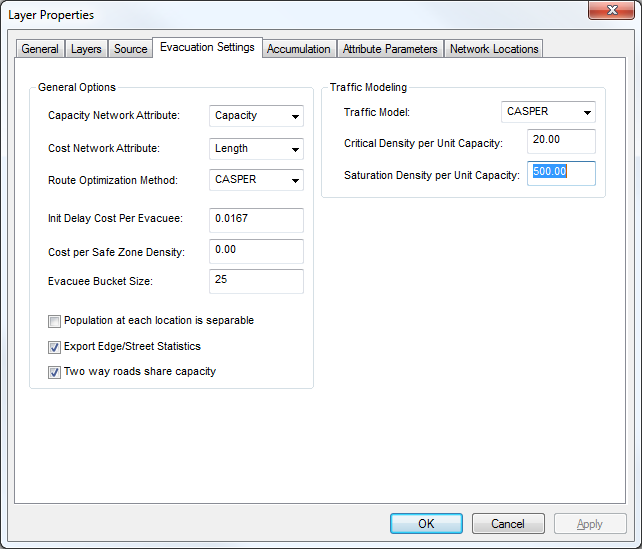 Layer Properties
General Layers Source Evacuation Settings Accumulation Attribute Parameters Network Locations
General Options
Capacity Network Attribute: Capacity
Cost Network Attribute: Length
Route Optimization Method: CASPER
Init Delay Cost Per Evacuee: 0.0167
Cost per Safe Zone Density: 0.00
Evacuee Bucket Size: 25
Population at each location is separable
Export Edge/Street Statistics
Two way roads share capacity
Traffic Modeling
Traffic Model: CASPER
Critical Density per Unit Capacity: 20.00
Saturation Density per Unit Capacity: 500.00
OK Cancel Apply